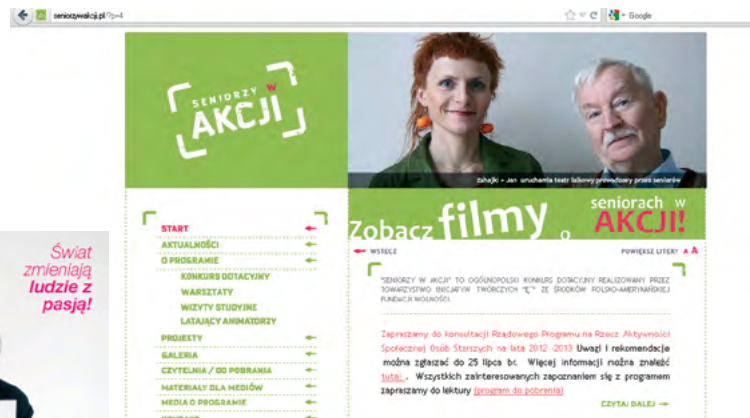 seniorzywakcji.pl/?p=4
Google
SENIORZY W
AKCJI
Zahajki - Jan uruchamia teatr lalkowy prowadzony przez seniorów
Zobacz filmy o seniorach w
AKCJI!
START
AKTUALNOŚCI
O PROGRAMIE
KONKURS DOTACYJNY
WARSZTATY
WIZYTY STUDYJNE
LATAJĄCY ANIMATORZY
PROJEKTY
GALERIA
CZYTELNIA / DO POBRANIA
MATERIAŁY DLA MEDIÓW
MEDIA O PROGRAMIE
WSTECZ
POWIĘKSZ LITERY A A
"SENIORZY W AKCJI" TO OGÓLNOPOLSKI KONKURS DOTACYJNY REALIZOWANY PRZEZ
TOWARZYSTWO INICJATYW TWÓRCZYCH "Ę" ZE ŚRODKÓW POLSKO-AMERYKAŃSKIEJ
FUNDACJI WOLNOŚCI.
Zapraszamy do konsultacji Rządowego Programu na Rzecz Aktywności
Społecznej Osób Starszych na lata 2012 -2013 Uwagi i rekomendacje
można zgłaszać do 25 lipca br. Więcej informacji można znaleźć
tutaj . Wszystkich zainteresowanych zapoznaniem się z programem
zapraszamy do lektury (program do pobrenia)
CZYTAJ DALEJ
Świat
zmieniają
ludzie z
pasją!